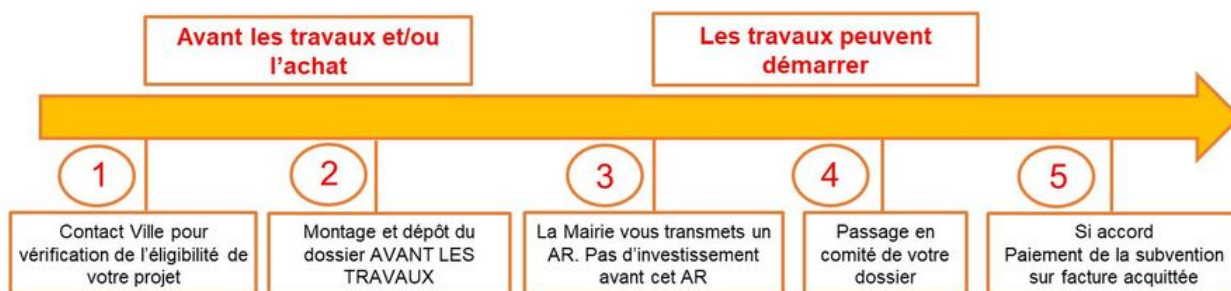 Avant les travaux et/ou
l'achat
Les travaux peuvent
démarrer
1
2
3
4
5
Contact Ville pour
vérification de l'éligibilité de
votre projet
Montage et dépôt du
dossier AVANT LES
TRAVAUX
La Mairie vous transmets un
AR. Pas d'investissement
avant cet AR
Passage en
comité de votre
dossier
Si accord
Paiement de la subvention
sur facture acquittée